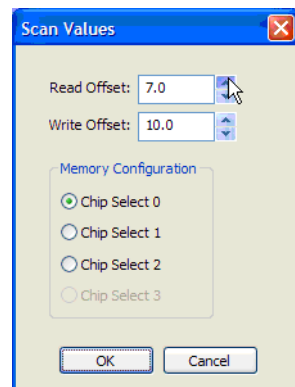 Scan Values
Read Offset: 7.0
Write Offset: 10.0
Memory Configuration
Chip Select 0
Chip Select 1
Chip Select 2
Chip Select 3
OK Cancel